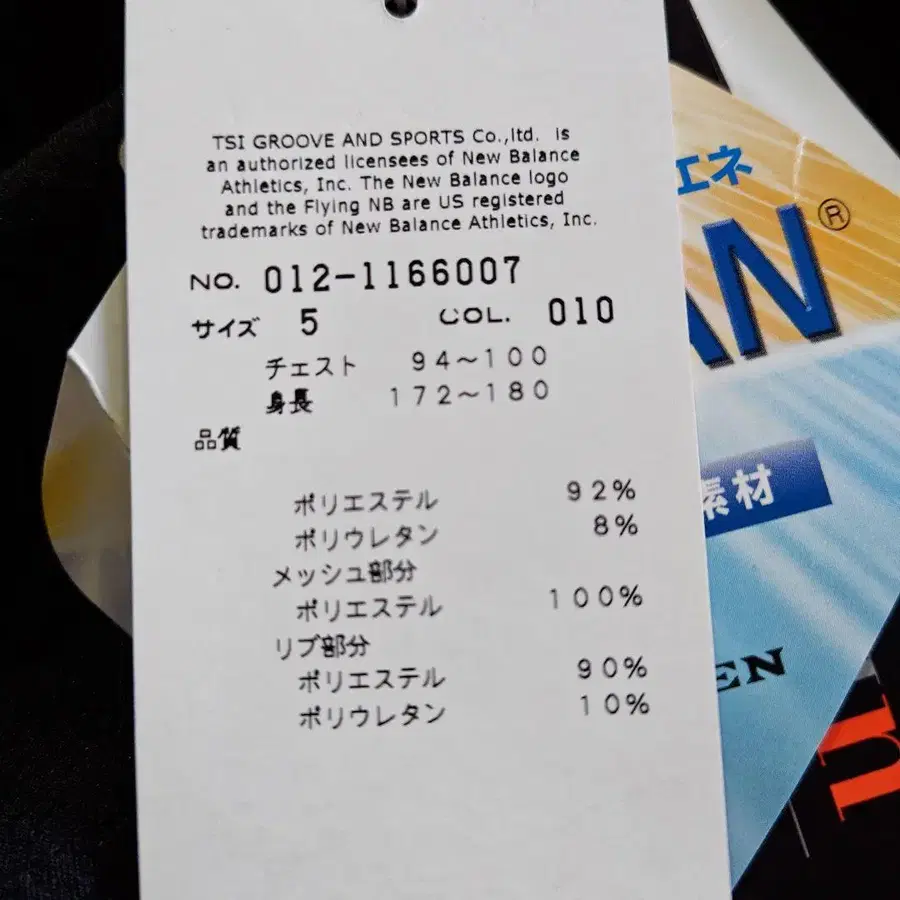 TSI GROOVE AND SPORTS Co.,ltd. is
an authorized licensees of New Balance
Athletics, Inc. The New Balance logo
and the Flying NB are US registered
trademarks of New Balance Athletics, Inc.
NO. 012-1166007
サイズ 5 COL. 010
チェスト 94～100
身長 172～180
品質
ポリエステル 92%
ポリウレタン 8%
メッシュ部分
ポリエステル 100%
リブ部分
ポリエステル 90%
ポリウレタン 10%
エネ
AN®
素材
EN